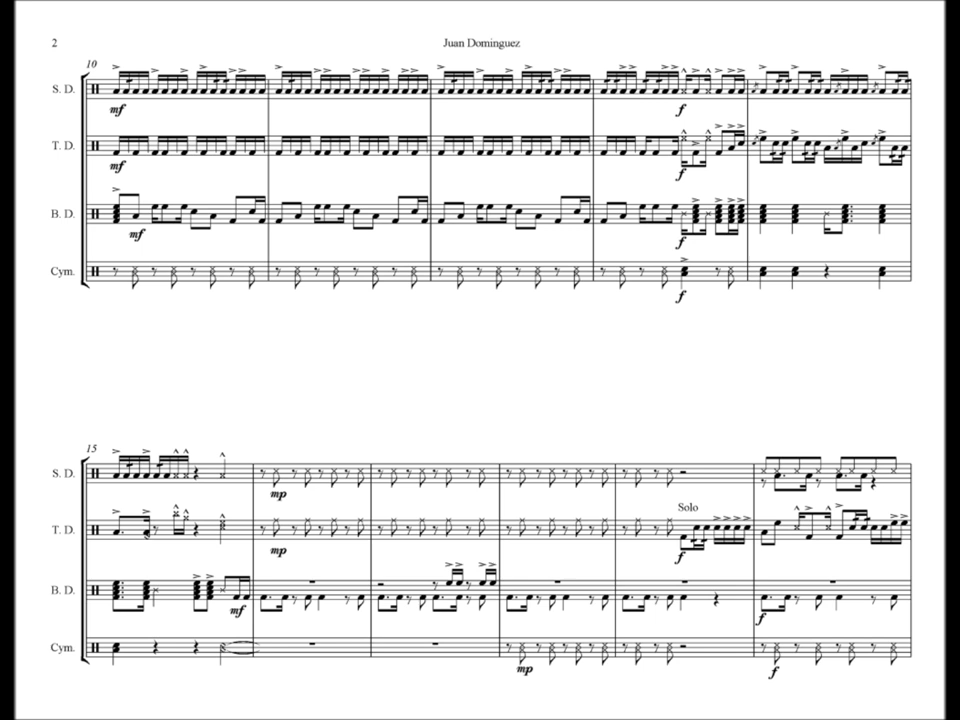 2
Juan Dominguez
10
S. D.
mf
f
T. D.
mf
f
B. D.
mf
f
Cym.
f
15
S. D.
mp
T. D.
mp
Solo
f
B. D.
mf
f
Cym.
mp
f